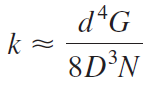 k ≈ d⁴G / 8D³N